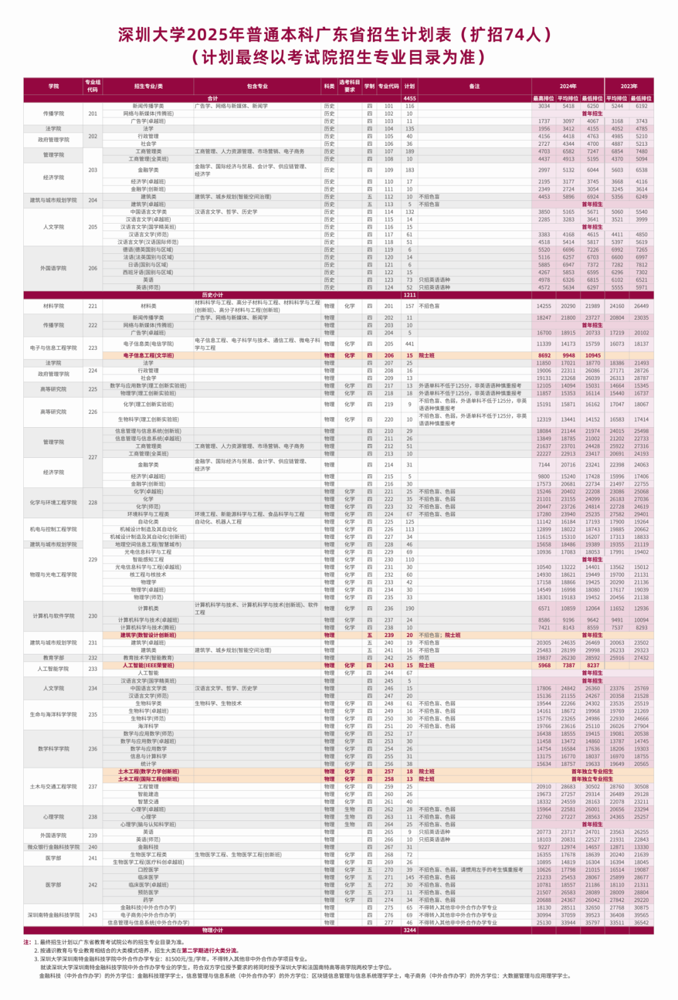 深圳大学2025年普通本科广东省招生计划表（扩招74人）
（计划最终以考试院招生专业目录为准）
学院 专业组代码 招生专业/类 包含专业 科类 选考科目要求 学制 专业代码 计划 备注 2024年 2023年
合计 4455 最高排位 平均排位 最低排位 平均排位 最低排位
传播学院 201 新闻传播学类 广告学、网络与新媒体、新闻学 历史 四 101 116 3034 5418 6250 5244 6192
网络与新媒体(传腾班) 历史 四 102 10 首年招生
广告学(卓越班) 历史 四 103 11 1737 3097 4067 3168 3743
法学院 202 法学 历史 四 104 135 1956 3412 4155 4052 4785
政府管理学院 行政管理 历史 四 105 40 4156 4418 4763 4985 5210
社会学 历史 四 106 36 2727 4344 4700 4887 5213
管理学院 203 工商管理类 工商管理、人力资源管理、市场营销、电子商务 历史 四 107 189 4703 6582 7247 6854 7480
工商管理(全英班) 历史 四 108 10 4437 4913 5195 4370 5094
经济学院 金融学类 金融学、国际经济与贸易、会计学、供应链管理、经济学 历史 四 109 183 2997 5132 6044 5603 6538
经济学(卓越班) 历史 四 110 17 2195 3177 3745 3668 4116
金融学(创新班) 历史 四 111 10 2349 2724 3054 3245 3614
建筑与城市规划学院 204 建筑类 建筑学、城乡规划(智能空间治理) 历史 五 112 10 不招色盲 4453 5896 6924 5356 6249
建筑学(卓越班) 历史 五 113 5 不招色盲 首年招生
人文学院 205 中国语言文学类 汉语言文学、哲学、历史学 历史 四 114 132 3850 5165 5671 5060 5540
汉语言文学(卓越班) 历史 四 115 14 2285 3283 3641 3521 3999
汉语言文学(国学精英班) 历史 四 116 15 首年招生
汉语言文学(师范) 历史 四 117 61 3383 4168 4615 4411 4850
汉语言文学(汉语国际师范) 历史 四 118 51 4518 5414 5817 5397 5619
外国语学院 206 德语(德英国别与区域) 历史 四 119 6 5520 6696 7226 6992 7265
法语(法英国别与区域) 历史 四 120 14 5116 6257 6703 6600 6997
日语(国别与区域) 历史 四 121 6 5885 6947 7372 7282 7812
西班牙语(国别与区域) 历史 四 122 15 4267 5853 6595 6296 7302
英语 历史 四 123 73 只招英语语种 4978 6326 6815 6102 6521
英语(师范) 历史 四 124 52 只招英语语种 4572 5634 6297 5555 5971
历史小计 1211
材料学院 221 材料类 材料科学与工程、高分子材料与工程、材料科学与工程(创新班)、高分子材料与工程(创新班) 物理 化学 四 201 157 不招色盲 14255 20290 21989 24160 26449
传播学院 222 新闻传播学类 广告学、网络与新媒体、新闻学 物理 四 202 11 18247 21800 23727 20804 23035
网络与新媒体(传腾班) 物理 四 203 10 首年招生
广告学(卓越班) 物理 四 204 5 16700 18915 20733 17219 20102
电子与信息工程学院 223 电子信息类(电信学院) 电子信息工程、电子科学与技术、通信工程、微电子科学与工程 物理 化学 四 205 441 11339 14173 15759 16073 18137
电子信息工程(文华班) 物理 化学 四 206 15 院士班 8692 9948 10945
法学院 224 法学 物理 四 207 25 11850 17021 18770 18386 21493
政府管理学院 行政管理 物理 四 208 16 19006 22311 26086 27171 28726
社会学 物理 四 209 13 19131 23268 26039 26313 28787
高等研究院 225 数学与应用数学(理工创新实验班) 物理 化学 四 217 13 外语单科不低于125分，非英语语种慎重报考 12105 14094 15031 14664 15345
物理学(理工创新实验班) 物理 化学 四 218 18 外语单科不低于125分，非英语语种慎重报考 11857 15353 16114 15440 16737
高等研究院 226 化学(理工创新实验班) 物理 化学 四 219 9 不招色盲、色弱，外语单科不低于125分，非英语语种慎重报考 15191 15871 16162 17047 18067
生物科学(理工创新实验班) 物理 化学 四 220 10 不招色盲、色弱，外语单科不低于125分，非英语语种慎重报考 12319 13441 14152 16583 17414
管理学院 227 信息管理与信息系统(创新班) 物理 四 210 29 18084 21144 21974 24015 25498
信息管理与信息系统(卓越班) 物理 四 211 26 13849 18785 21002 21202 22733
工商管理类 工商管理、人力资源管理、市场营销、电子商务 物理 四 212 51 21637 23701 24428 25922 27316
工商管理(全英班) 物理 四 213 10 22227 22913 23417 20691 24193
经济学院 金融学类 金融学、国际经济与贸易、会计学、供应链管理、经济学 物理 四 214 31 7144 20716 23241 22398 24063
经济学(卓越班) 物理 四 215 5 9800 15240 17428 15996 17406
金融学(创新班) 物理 四 216 30 17573 20681 22734 21497 22755
化学与环境工程学院 228 化学(卓越班) 物理 化学 四 221 25 不招色盲、色弱 15246 20402 22208 23086 25068
化学 物理 化学 四 222 35 不招色盲、色弱 21101 23155 24099 26183 27036
化学(师范) 物理 化学 四 223 32 不招色盲、色弱 20447 23726 24814 22728 24619
环境科学与工程类 环境工程、新能源科学与工程、食品科学与工程 物理 化学 四 224 67 不招色盲、色弱 17280 23940 25235 27582 29401
机电与控制工程学院 229 自动化类 自动化、机器人工程 物理 化学 四 225 125 11142 16184 17193 17900 19264
机械设计制造及其自动化 物理 化学 四 226 113 12899 18022 18743 19885 20662
机械设计制造及其自动化(创新班) 物理 化学 四 227 34 11615 15310 16207 17313 18833
建筑与城市规划学院 地理空间信息工程(智慧城市) 物理 化学 四 228 46 15658 18486 19389 19355 21119
物理与光电工程学院 光电信息科学与工程 物理 化学 四 229 69 10936 17083 18053 17991 19402
智能感知工程 物理 化学 四 230 110 首年招生
光电信息科学与工程(卓越班) 物理 化学 四 231 30 10540 13222 14401 13562 15012
核工程与核技术 物理 化学 四 232 60 14930 18621 19449 19700 21131
物理学 物理 化学 四 233 42 17158 18866 19425 20290 21136
物理学(卓越班) 物理 化学 四 234 30 14549 16998 18080 17617 19039
物理学(师范) 物理 化学 四 235 33 18301 19183 19452 20456 21138
计算机与软件学院 230 计算机类 计算机科学与技术、计算机科学与技术(创新班)、软件工程 物理 化学 四 236 190 6571 10859 12064 11652 12936
计算机科学与技术(卓越班) 物理 化学 四 237 24 8586 9196 9642 9491 10094
计算机科学与技术(腾班) 物理 化学 四 238 10 7421 8143 8559 7537 8293
建筑与城市规划学院 231 建筑学(数智设计创新班) 物理 五 239 20 不招色盲；院士班 首年招生
建筑学(卓越班) 物理 五 240 19 不招色盲 20305 24635 26469 20063 23502
建筑类 建筑学、城乡规划(智能空间治理) 物理 五 241 16 不招色盲 25483 28199 29998 26233 29323
教育学部 232 教育技术学(智能教育) 物理 四 242 25 师范 19837 26230 28592 25916 27432
人工智能学院 233 人工智能(IEEE荣誉班) 物理 化学 四 243 15 院士班 5968 7387 8237
人工智能 物理 化学 四 244 67 首年招生
人文学院 234 汉语言文学(国学精英班) 物理 四 245 5 首年招生
中国语言文学类 汉语言文学、哲学、历史学 物理 四 246 15 17806 24842 26360 23376 25769
汉语言文学(师范) 物理 四 247 20 15136 21155 24267 20358 21528
生命与海洋科学学院 235 生物科学类 生物科学、生物技术 物理 化学 四 248 61 不招色盲、色弱 19544 22266 24302 23535 25519
生物科学(卓越班) 物理 化学 四 249 16 不招色盲、色弱 14161 18672 19968 19769 21269
生物科学(师范) 物理 化学 四 250 30 不招色盲、色弱 15776 23265 24986 22930 24666
海洋科学 物理 化学 四 251 20 不招色盲、色弱 19766 23616 25110 26026 27904
数学科学学院 236 数学与应用数学(师范) 物理 化学 四 252 17 16438 18555 19415 19081 20538
数学与应用数学(卓越班) 物理 化学 四 253 30 11458 13472 14860 13787 14745
数学与应用数学 物理 化学 四 254 26 14754 16584 17636 18206 19303
信息与计算科学 物理 化学 四 255 31 13175 16770 18037 16970 18755
统计学 物理 化学 四 256 38 15634 18757 19633 19649 20565
土木与交通工程学院 237 土木工程(数学力学创新班) 物理 化学 四 257 18 院士班 首年独立专业招生
土木工程(国际工程创新班) 物理 化学 四 258 13 院士班 首年独立专业招生
工程管理 物理 化学 四 259 25 20910 28683 30502 28760 30508
智能建造 物理 化学 四 260 26 19673 27257 29314 26489 29128
智慧交通 物理 化学 四 261 40 18332 24559 28163 22078 23211
心理学院 238 心理学(卓越班) 物理 生物 四 262 28 不招色盲、色弱 15964 22581 26001 20656 23294
心理学 物理 生物 四 263 11 不招色盲、色弱 22760 27227 28563 24365 25257
心理学(脑与认知科学班) 物理 生物 四 264 25 不招色盲、色弱 首年招生
外国语学院 239 英语 物理 四 265 9 只招英语语种 20773 23717 24701 23563 26255
英语(师范) 物理 四 266 10 只招英语语种 18103 20831 22527 21931 22843
微众银行金融科技学院 240 金融科技 物理 四 267 31 9227 12974 14657 12871 13330
医学部 241 生物医学工程类 生物医学工程、生物医学工程(创新班) 物理 化学 四 268 72 16355 17678 18639 20240 21639
生物医学工程(医疗科创卓越班) 物理 化学 四 269 26 10895 14819 16304 16394 18045
医学部 242 口腔医学 物理 化学 五 270 39 不招色盲、色弱，请惯用左手的考生慎重报考 10626 17798 21015 16514 19087
临床医学 物理 化学 五 271 145 不招色盲、色弱 21233 25453 28067 25899 28677
临床医学(卓越班) 物理 化学 五 272 30 不招色盲、色弱 10781 18557 21186 18110 21311
预防医学 物理 化学 五 273 11 不招色盲、色弱 21507 26583 28089 28009 28804
药学 物理 化学 四 274 34 不招色盲、色弱 20688 24367 26042 27842 29220
深圳南特金融科技学院 243 金融科技(中外合作办学) 物理 四 275 65 不得转入其他非中外合作办学专业 18130 28511 32650 27768 30875
电子商务(中外合作办学) 物理 四 276 69 不得转入其他非中外合作办学专业 30994 37059 39523 36408 39565
信息管理与信息系统(中外合作办学) 物理 四 277 46 不得转入其他非中外合作办学专业 25130 33944 35797 33511 36542
物理小计 3244
注：1. 最终招生计划以广东省教育考试院公布的招生专业目录为准。
2. 按通识教育与专业教育相结合的大类模式培养，招生大类在第二学期进行大类分流。
3. 深圳大学深圳南特金融科技学院中外合作办学专业：81500元/生/学年，不得转入其他非中外合作办学项目专业。
就读深圳大学深圳南特金融科技学院中外合作办学专业的学生，符合双方学位授予要求的将同时授予深圳大学和法国南特高等商学院两校学士学位。
金融科技（中外合作办学）的外方学位：金融科技理学学士，信息管理与信息系统（中外合作办学）的外方学位：区块链信息管理与信息系统理学学士，电子商务（中外合作办学）的外方学位：大数据管理与应用理学学士。